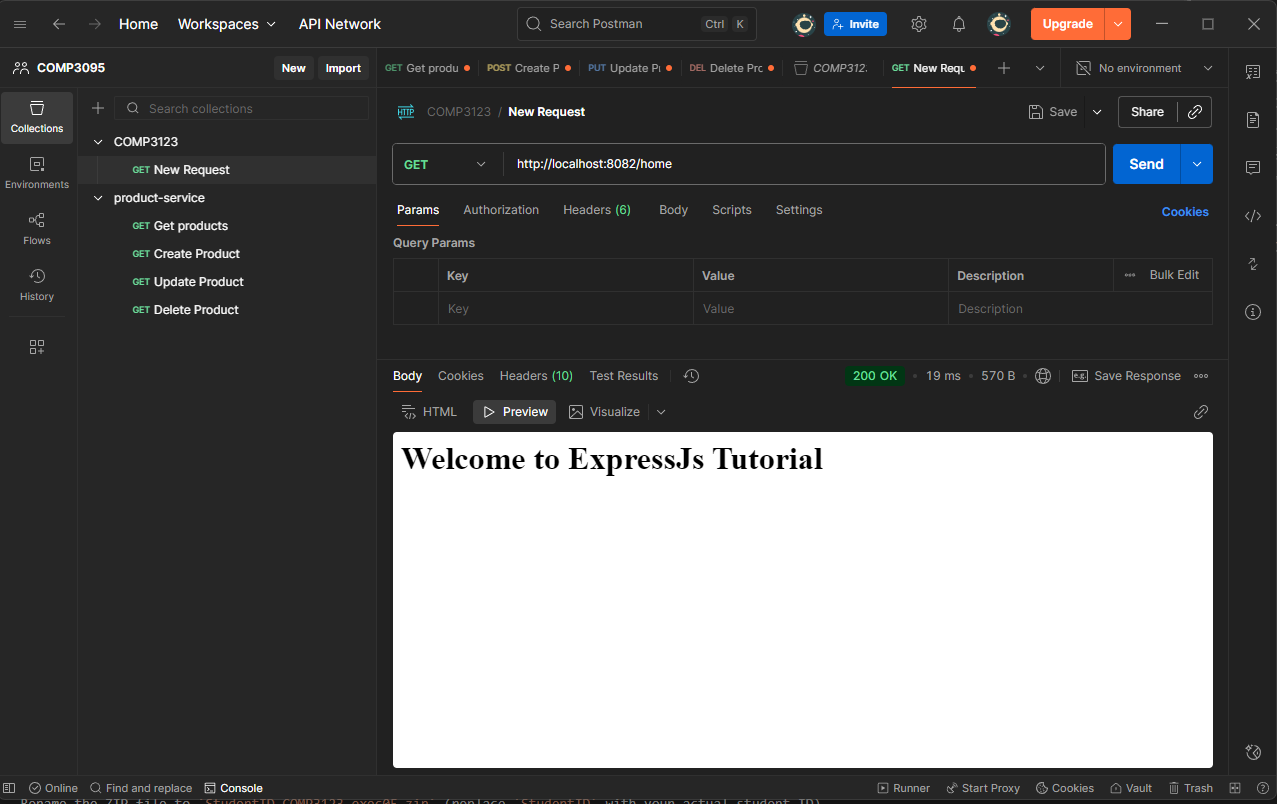 Home Workspaces API Network Search Postman Ctrl K Invite Upgrade
COMP3095 New Import GET Get produ POST Create P PUT Update Pr DEL Delete Prc COMP312. GET New Requ No environment
Collections
Search collections
COMP3123 / New Request Save Share
COMP3123
GET New Request
product-service
GET Get products
GET Create Product
GET Update Product
GET Delete Product
Environments
Flows
History
GET http://localhost:8082/home Send
Params Authorization Headers (6) Body Scripts Settings Cookies
Query Params
Key Value Description Bulk Edit
Key Value Description
Body Cookies Headers (10) Test Results 200 OK 19 ms 570 B e.g. Save Response
HTML Preview Visualize
Welcome to ExpressJs Tutorial
Online Find and replace Console Runner Start Proxy Cookies Vault Trash
Rename the ZIP file to `StudentID_COMP3123_exec05.zip` (replace `StudentID` with your actual student ID)